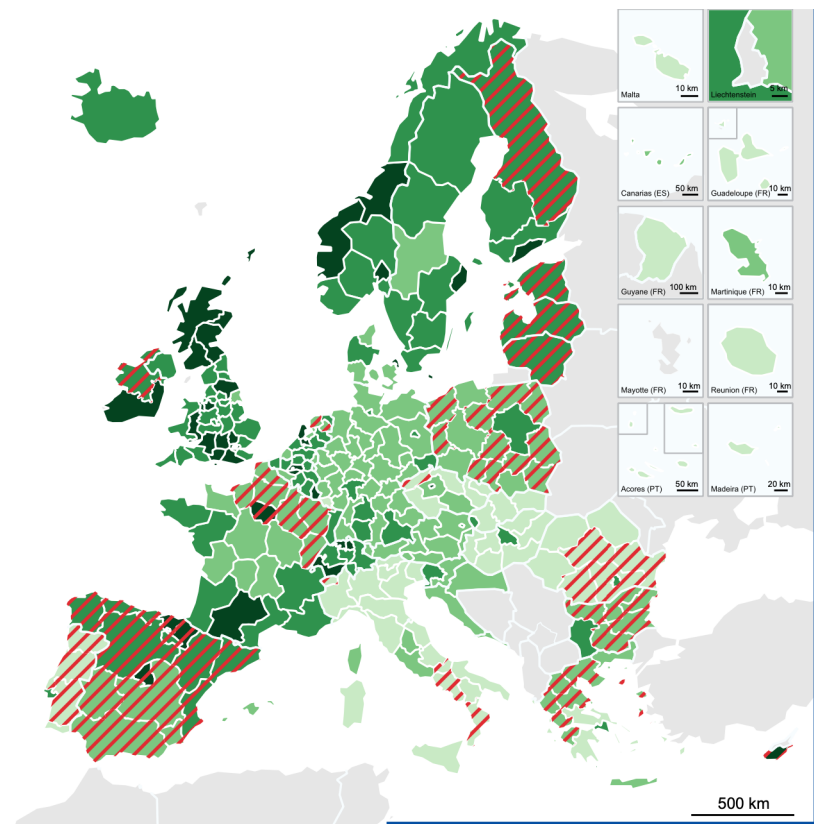 Malta
10 km
Liechtenstein
5 km
Canarias (ES)
50 km
Guadeloupe (FR)
10 km
Guyane (FR)
100 km
Martinique (FR)
10 km
Mayotte (FR)
10 km
Reunion (FR)
10 km
Acores (PT)
50 km
Madeira (PT)
20 km
500 km